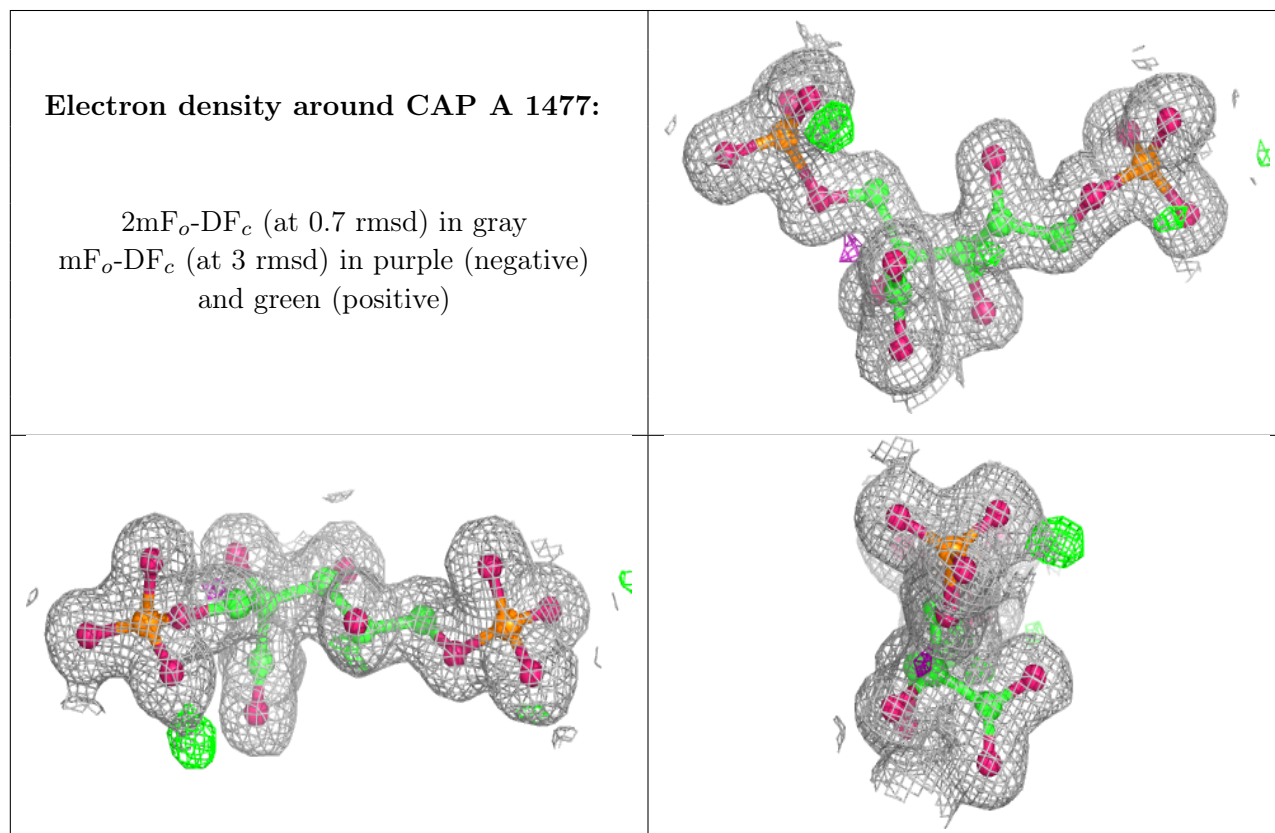 Electron density around CAP A 1477:
2mFo-DFc (at 0.7 rmsd) in gray
mFo-DFc (at 3 rmsd) in purple (negative)
and green (positive)